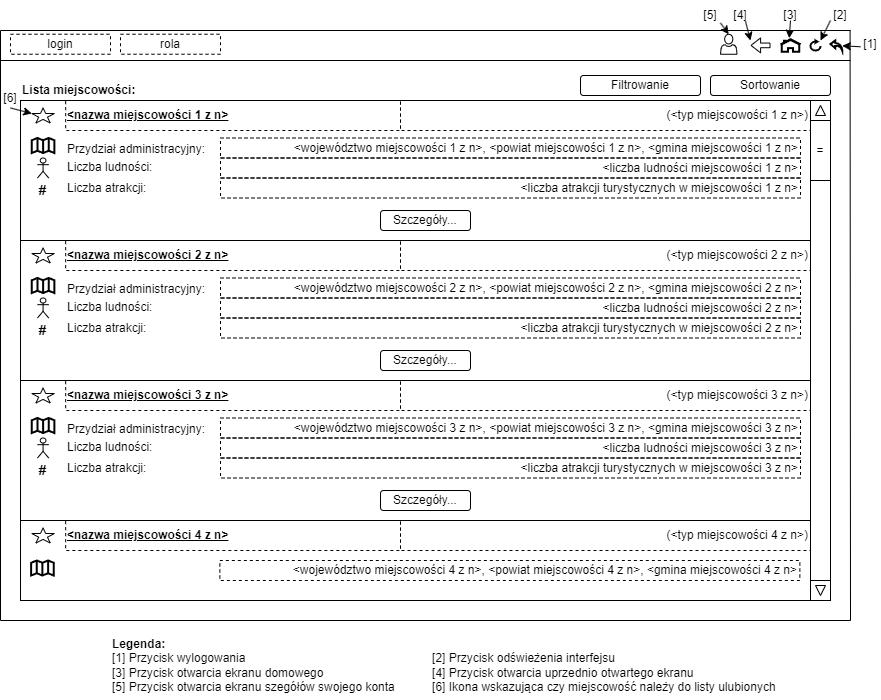 [5] [4] [3] [2]
login rola [1]
Lista miejscowości: Filtrowanie Sortowanie
[6] <nazwa miejscowości 1 z n> (<typ miejscowości 1 z n>)
Przydział administracyjny: <województwo miejscowości 1 z n>, <powiat miejscowości 1 z n>, <gmina miejscowości 1 z n> =
Liczba ludności: <liczba ludności miejscowości 1 z n>
# Liczba atrakcji: <liczba atrakcji turystycznych w miejscowości 1 z n>
Szczegóły...
<nazwa miejscowości 2 z n> (<typ miejscowości 2 z n>)
Przydział administracyjny: <województwo miejscowości 2 z n>, <powiat miejscowości 2 z n>, <gmina miejscowości 2 z n>
Liczba ludności: <liczba ludności miejscowości 2 z n>
# Liczba atrakcji: <liczba atrakcji turystycznych w miejscowości 2 z n>
Szczegóły...
<nazwa miejscowości 3 z n> (<typ miejscowości 3 z n>)
Przydział administracyjny: <województwo miejscowości 3 z n>, <powiat miejscowości 3 z n>, <gmina miejscowości 3 z n>
Liczba ludności: <liczba ludności miejscowości 3 z n>
# Liczba atrakcji: <liczba atrakcji turystycznych w miejscowości 3 z n>
Szczegóły...
<nazwa miejscowości 4 z n> (<typ miejscowości 4 z n>)
<województwo miejscowości 4 z n>, <powiat miejscowości 4 z n>, <gmina miejscowości 4 z n>
Legenda:
[1] Przycisk wylogowania [2] Przycisk odświeżenia interfejsu
[3] Przycisk otwarcia ekranu domowego [4] Przycisk otwarcia uprzednio otwartego ekranu
[5] Przycisk otwarcia ekranu szegółów swojego konta [6] Ikona wskazująca czy miejscowość należy do listy ulubionych